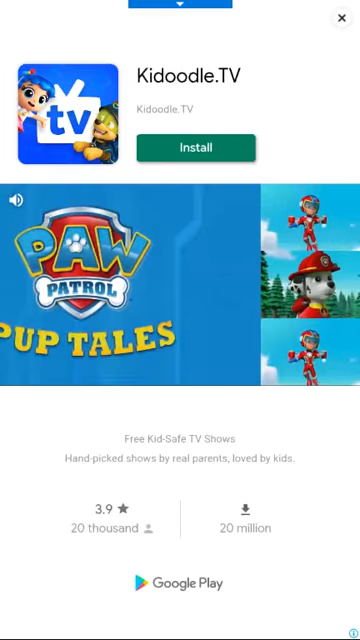 Kidoodle.TV
tv
Kidoodle.TV
Install
PAW
PATROL
PUP TALES
Free Kid-Safe TV Shows
Hand-picked shows by real parents, loved by kids.
3.9
20 thousand
20 million
Google Play